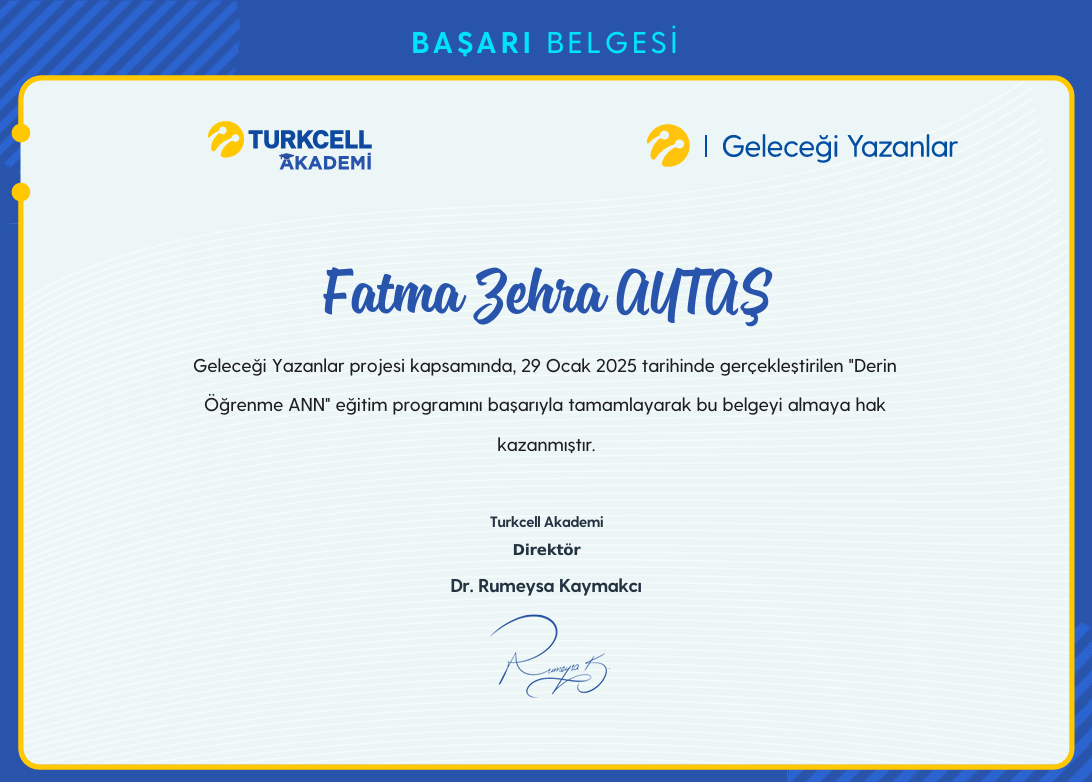 BAŞARI BELGESİ
TURKCELL
AKADEMİ
Geleceği Yazanlar
Fatma Zehra AYTAŞ
Geleceği Yazanlar projesi kapsamında, 29 Ocak 2025 tarihinde gerçekleştirilen "Derin
Öğrenme ANN" eğitim programını başarıyla tamamlayarak bu belgeyi almaya hak
kazanmıştır.
Turkcell Akademi
Direktör
Dr. Rumeysa Kaymakcı
Rumeysa K.